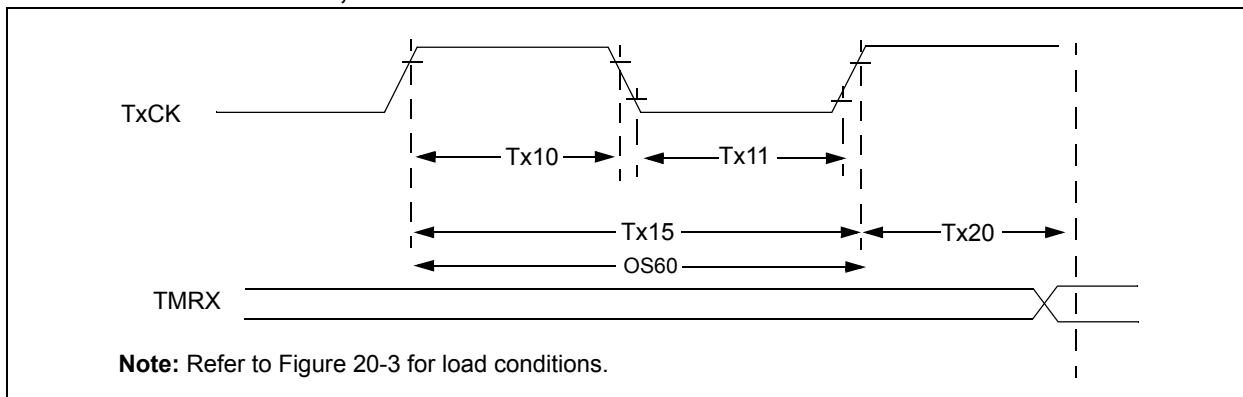 TxCK
Tx10
Tx11
Tx15
Tx20
OS60
TMRX
Note: Refer to Figure 20-3 for load conditions.